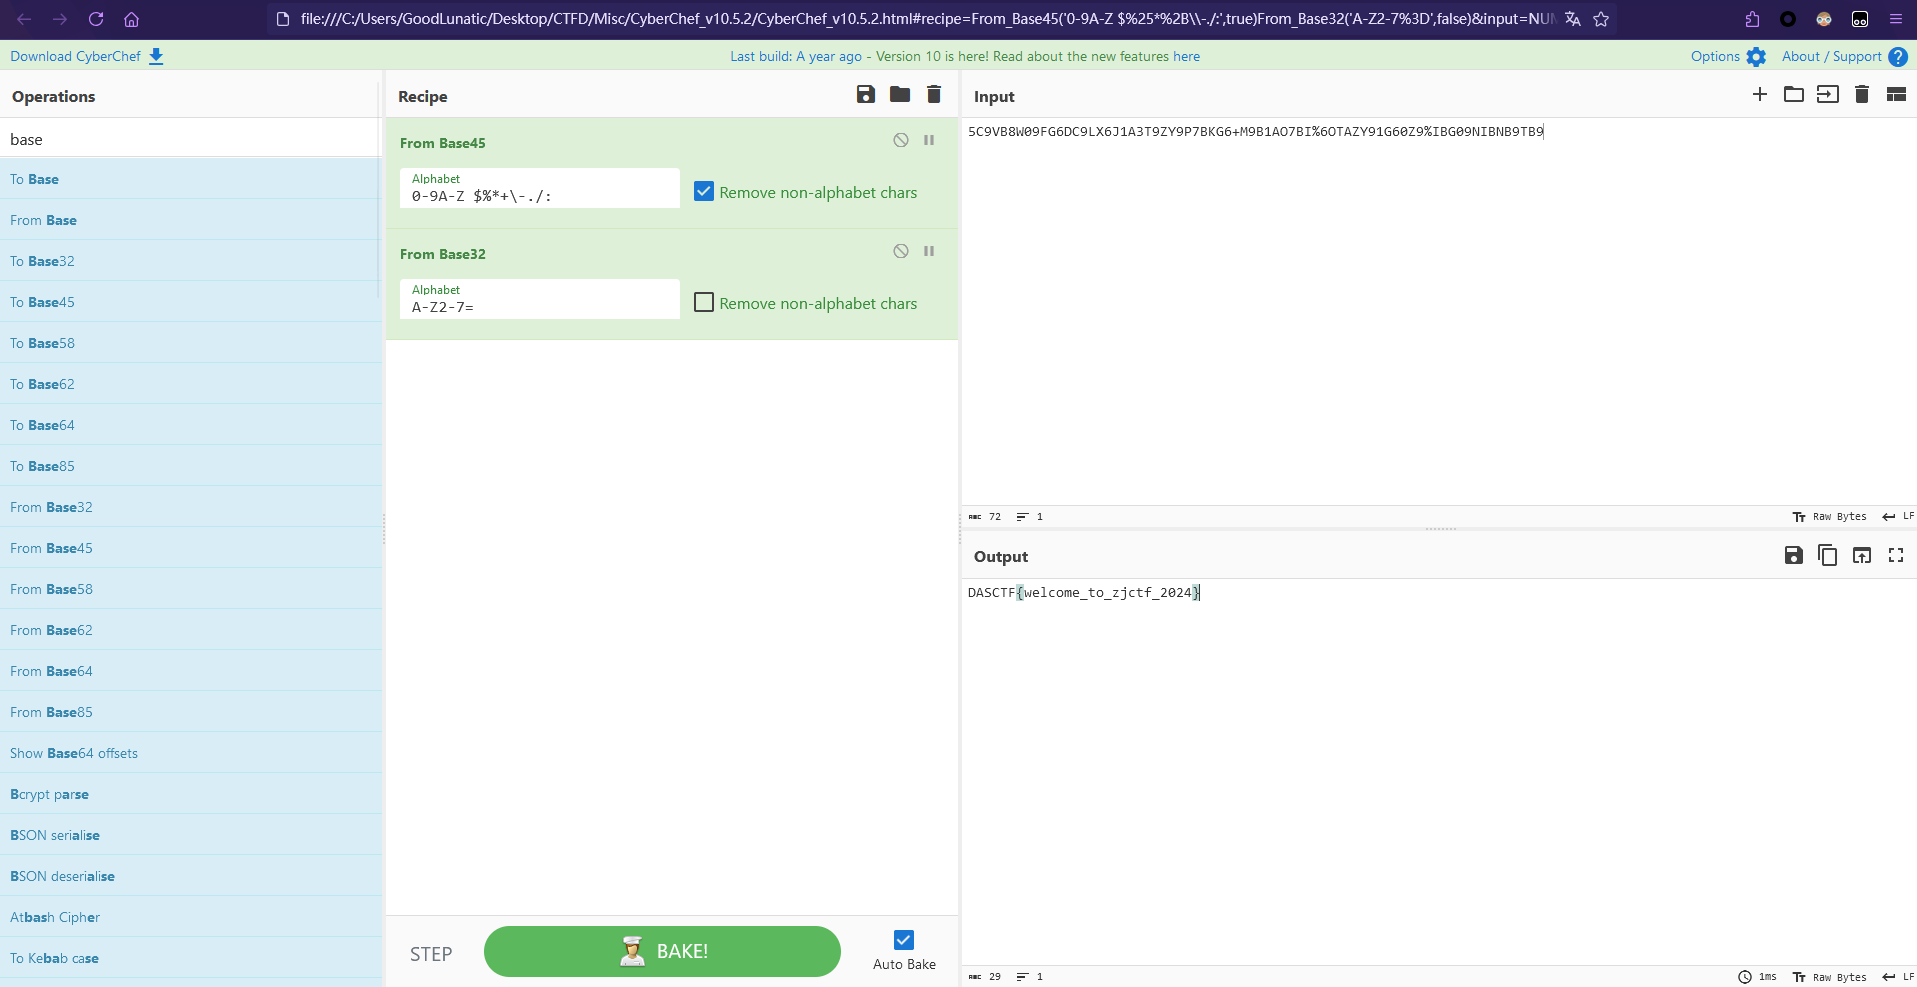 file:///C:/Users/GoodLunatic/Desktop/CTFD/Misc/CyberChef_v10.5.2/CyberChef_v10.5.2.html#recipe=From_Base45('0-9A-Z $%25*%2B\\-./:',true)From_Base32('A-Z2-7%3D',false)&input=NU
Download CyberChef
Last build: A year ago - Version 10 is here! Read about the new features here
Options
About / Support
Operations
Recipe
Input
base
To Base
From Base
To Base32
To Base45
To Base58
To Base62
To Base64
To Base85
From Base32
From Base45
From Base58
From Base62
From Base64
From Base85
Show Base64 offsets
Bcrypt parse
BSON serialise
BSON deserialise
Atbash Cipher
To Kebab case
From Base45
Alphabet
0-9A-Z $%*+\-./:
Remove non-alphabet chars
From Base32
Alphabet
A-Z2-7=
Remove non-alphabet chars
STEP
BAKE!
Auto Bake
5C9VB8W09FG6DC9LX6J1A3T9ZY9P7BKG6+M9B1AO7BI%6OTAZY91G60Z9%IBG09NIBNB9TB9
ABC 72
1
Raw Bytes
LF
Output
DASCTF{welcome_to_zjctf_2024}
ABC 29
1
1ms
Raw Bytes
LF